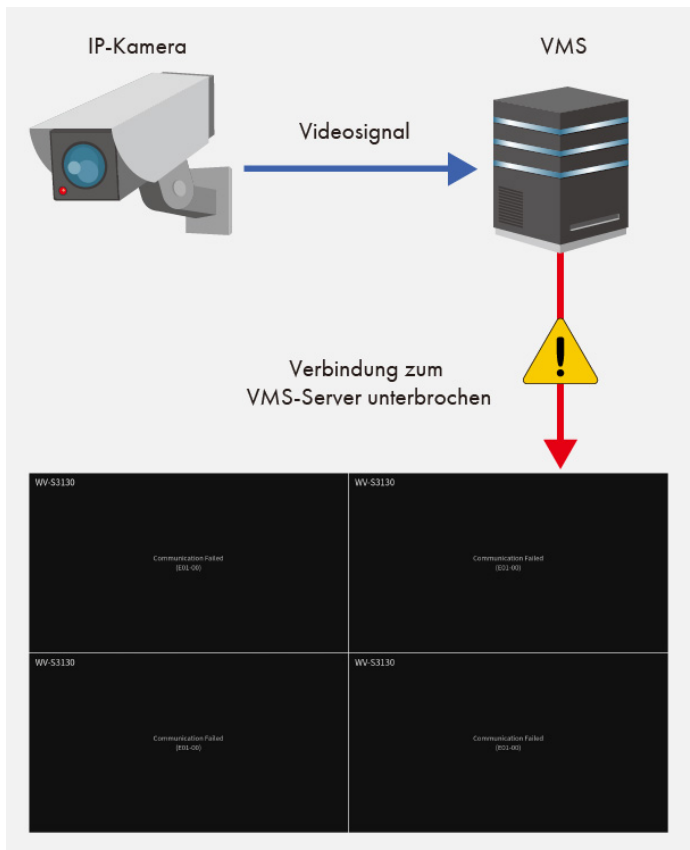 IP-Kamera
VMS
Videosignal
Verbindung zum
VMS-Server unterbrochen
WV-S3130
WV-S3130
Communication Failed
(E01-00)
Communication Failed
(E01-00)
WV-S3130
WV-S3130
Communication Failed
(E01-00)
Communication Failed
(E01-00)